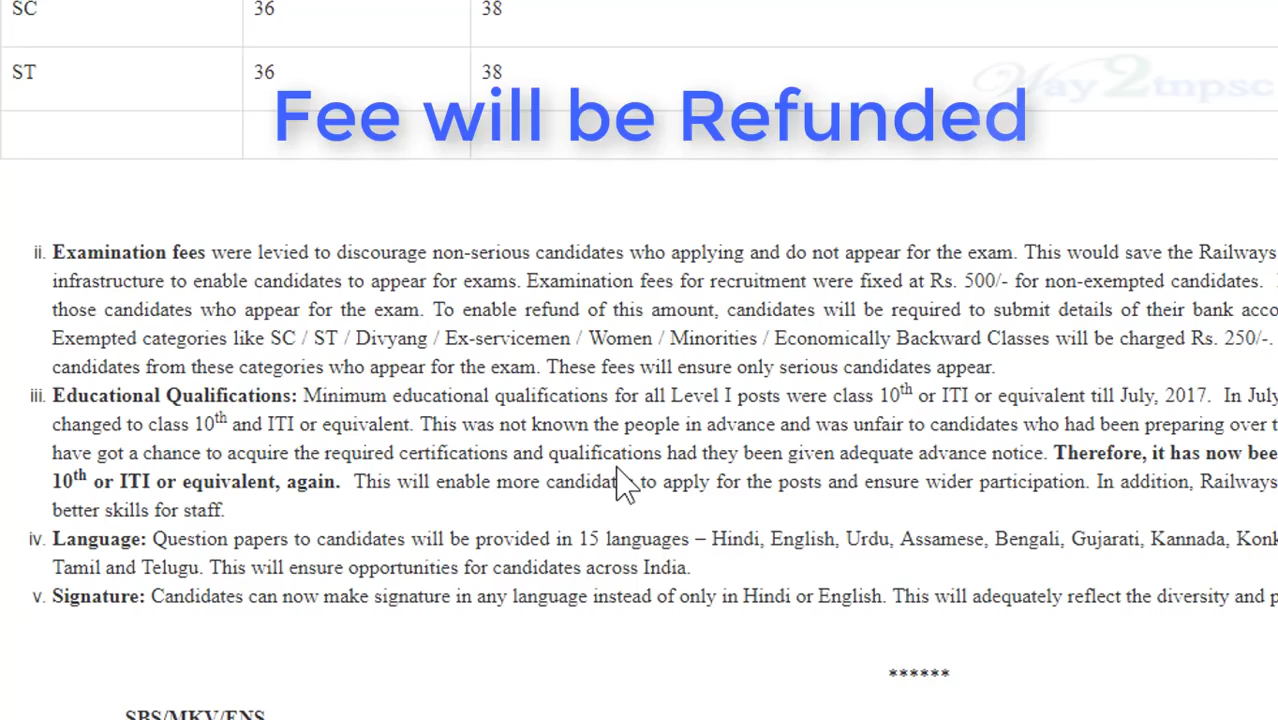 SC 36 38
ST 36 38
Way2tnpsc
Fee will be Refunded
ii. Examination fees were levied to discourage non-serious candidates who applying and do not appear for the exam. This would save the Railways
infrastructure to enable candidates to appear for exams. Examination fees for recruitment were fixed at Rs. 500/- for non-exempted candidates.
those candidates who appear for the exam. To enable refund of this amount, candidates will be required to submit details of their bank acco
Exempted categories like SC / ST / Divyang / Ex-servicemen / Women / Minorities / Economically Backward Classes will be charged Rs. 250/-.
candidates from these categories who appear for the exam. These fees will ensure only serious candidates appear.
iii. Educational Qualifications: Minimum educational qualifications for all Level I posts were class 10th or ITI or equivalent till July, 2017. In July
changed to class 10th and ITI or equivalent. This was not known the people in advance and was unfair to candidates who had been preparing over t
have got a chance to acquire the required certifications and qualifications had they been given adequate advance notice. Therefore, it has now bee
10th or ITI or equivalent, again. This will enable more candidat to apply for the posts and ensure wider participation. In addition, Railways
better skills for staff.
iv. Language: Question papers to candidates will be provided in 15 languages – Hindi, English, Urdu, Assamese, Bengali, Gujarati, Kannada, Konk
Tamil and Telugu. This will ensure opportunities for candidates across India.
v. Signature: Candidates can now make signature in any language instead of only in Hindi or English. This will adequately reflect the diversity and p
******
SBS/MKV/ENS